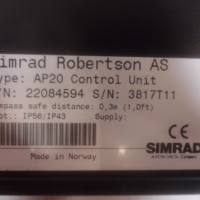 imrad Robertson AS
ype: AP20 Control Unit
/N: 22084594 S/N: 3817T11
mpass safe distance: 0,3m (1,0ft)
ot.: IP56/IP43 Supply:
CE
SIMRAD
Made in Norway